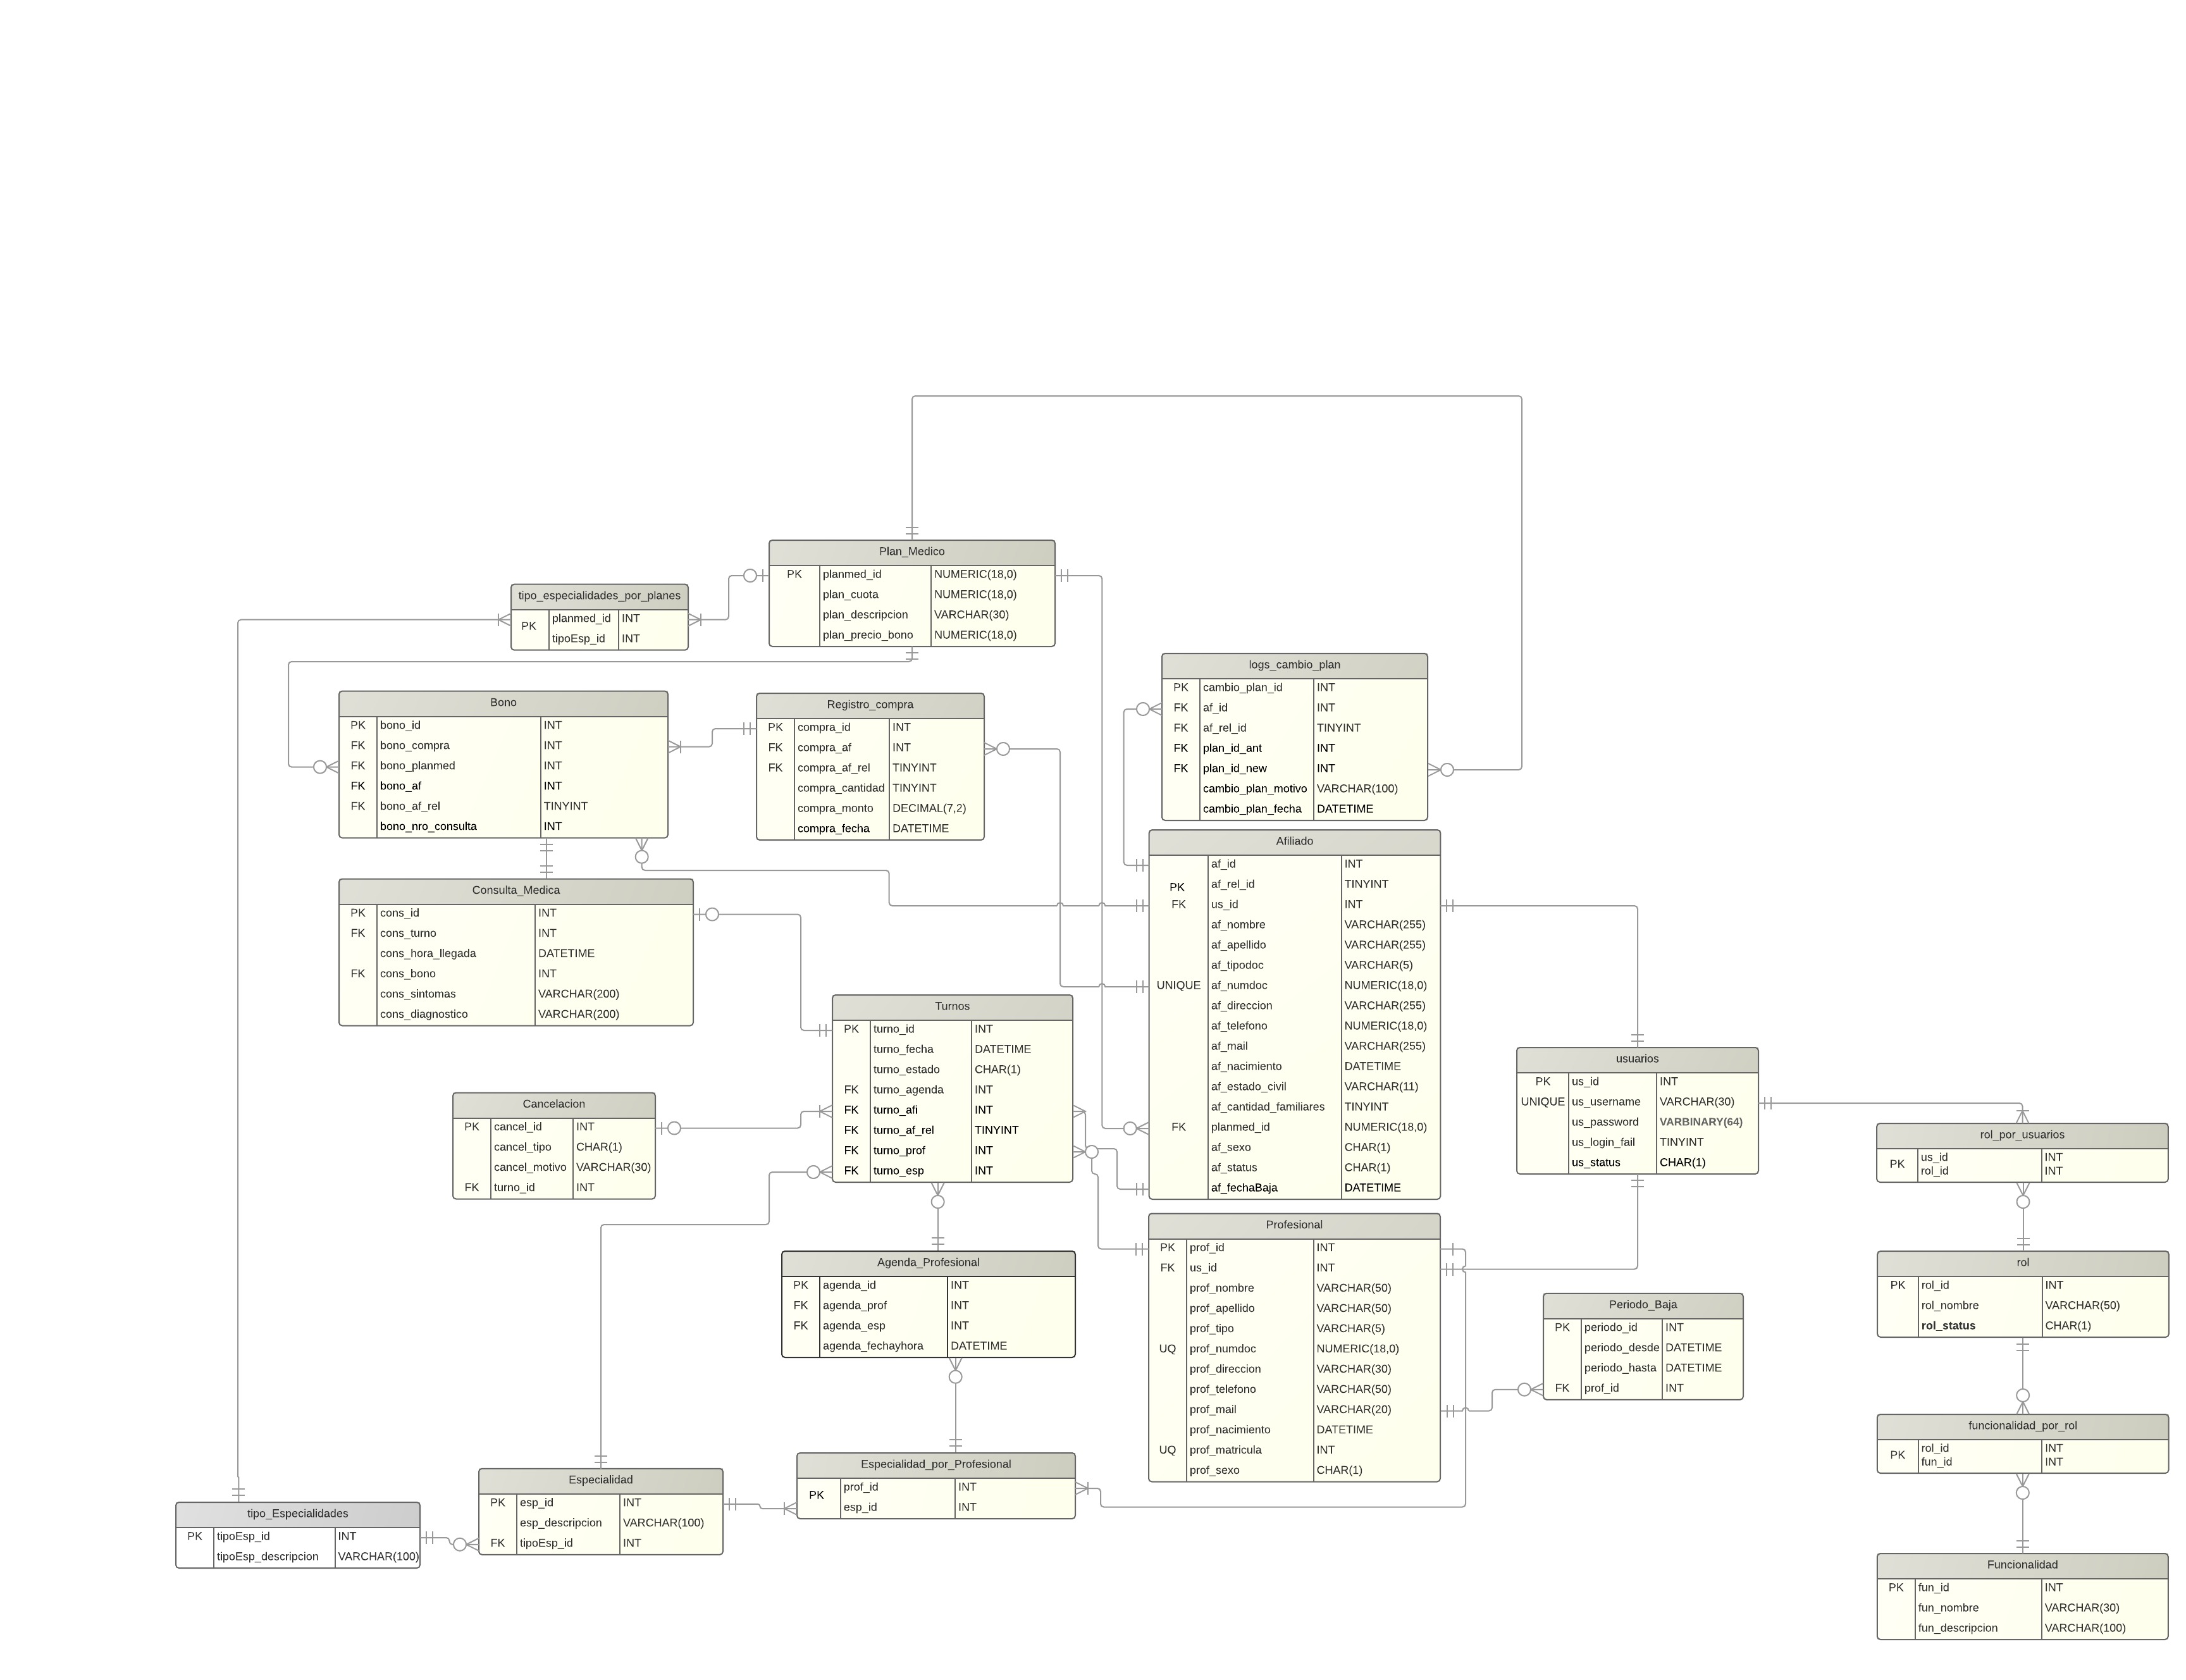 Plan_Medico
PK planmed_id NUMERIC(18,0)
plan_cuota NUMERIC(18,0)
plan_descripcion VARCHAR(30)
plan_precio_bono NUMERIC(18,0)
tipo_especialidades_por_planes
PK
planmed_id INT
tipoEsp_id INT
logs_cambio_plan
PK cambio_plan_id INT
FK af_id INT
FK af_rel_id TINYINT
FK plan_id_ant INT
FK plan_id_new INT
cambio_plan_motivo VARCHAR(100)
cambio_plan_fecha DATETIME
Bono
PK bono_id INT
FK bono_compra INT
FK bono_planmed INT
FK bono_af INT
FK bono_af_rel TINYINT
bono_nro_consulta INT
Registro_compra
PK compra_id INT
FK compra_af INT
FK compra_af_rel TINYINT
compra_cantidad TINYINT
compra_monto DECIMAL(7,2)
compra_fecha DATETIME
Afiliado
af_id INT
PK af_rel_id TINYINT
FK us_id INT
af_nombre VARCHAR(255)
af_apellido VARCHAR(255)
af_tipodoc VARCHAR(5)
UNIQUE af_numdoc NUMERIC(18,0)
af_direccion VARCHAR(255)
af_telefono NUMERIC(18,0)
af_mail VARCHAR(255)
af_nacimiento DATETIME
af_estado_civil VARCHAR(11)
af_cantidad_familiares TINYINT
FK planmed_id NUMERIC(18,0)
af_sexo CHAR(1)
af_status CHAR(1)
af_fechaBaja DATETIME
Consulta_Medica
PK cons_id INT
FK cons_turno INT
cons_hora_llegada DATETIME
FK cons_bono INT
cons_sintomas VARCHAR(200)
cons_diagnostico VARCHAR(200)
Turnos
PK turno_id INT
turno_fecha DATETIME
turno_estado CHAR(1)
FK turno_agenda INT
FK turno_afi INT
FK turno_af_rel TINYINT
FK turno_prof INT
FK turno_esp INT
usuarios
PK us_id INT
UNIQUE us_username VARCHAR(30)
us_password VARBINARY(64)
us_login_fail TINYINT
us_status CHAR(1)
Cancelacion
PK cancel_id INT
cancel_tipo CHAR(1)
cancel_motivo VARCHAR(30)
FK turno_id INT
rol_por_usuarios
PK
us_id INT
rol_id INT
Profesional
PK prof_id INT
FK us_id INT
prof_nombre VARCHAR(50)
prof_apellido VARCHAR(50)
prof_tipo VARCHAR(5)
UQ prof_numdoc NUMERIC(18,0)
prof_direccion VARCHAR(30)
prof_telefono VARCHAR(50)
prof_mail VARCHAR(20)
prof_nacimiento DATETIME
UQ prof_matricula INT
prof_sexo CHAR(1)
Agenda_Profesional
PK agenda_id INT
FK agenda_prof INT
FK agenda_esp INT
agenda_fechayhora DATETIME
rol
PK rol_id INT
rol_nombre VARCHAR(50)
rol_status CHAR(1)
Periodo_Baja
PK periodo_id INT
periodo_desde DATETIME
periodo_hasta DATETIME
FK prof_id INT
funcionalidad_por_rol
PK
rol_id INT
fun_id INT
Especialidad_por_Profesional
PK
prof_id INT
esp_id INT
Especialidad
PK esp_id INT
esp_descripcion VARCHAR(100)
FK tipoEsp_id INT
tipo_Especialidades
PK tipoEsp_id INT
tipoEsp_descripcion VARCHAR(100)
Funcionalidad
PK fun_id INT
fun_nombre VARCHAR(30)
fun_descripcion VARCHAR(100)